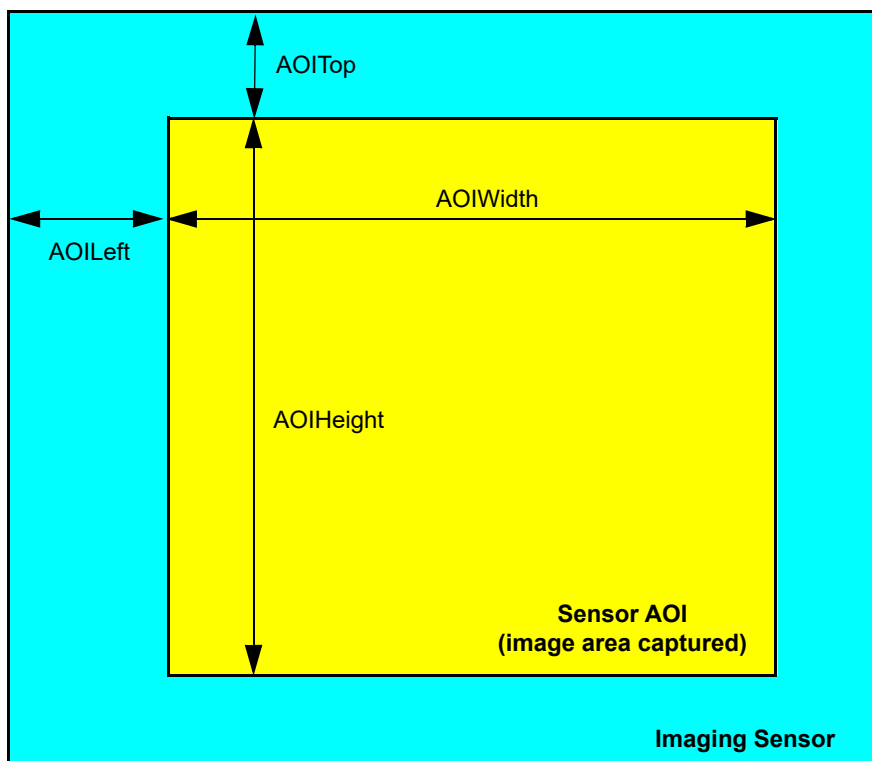 AOITop
AOIWidth
AOILeft
AOIHeight
Sensor AOI
(image area captured)
Imaging Sensor